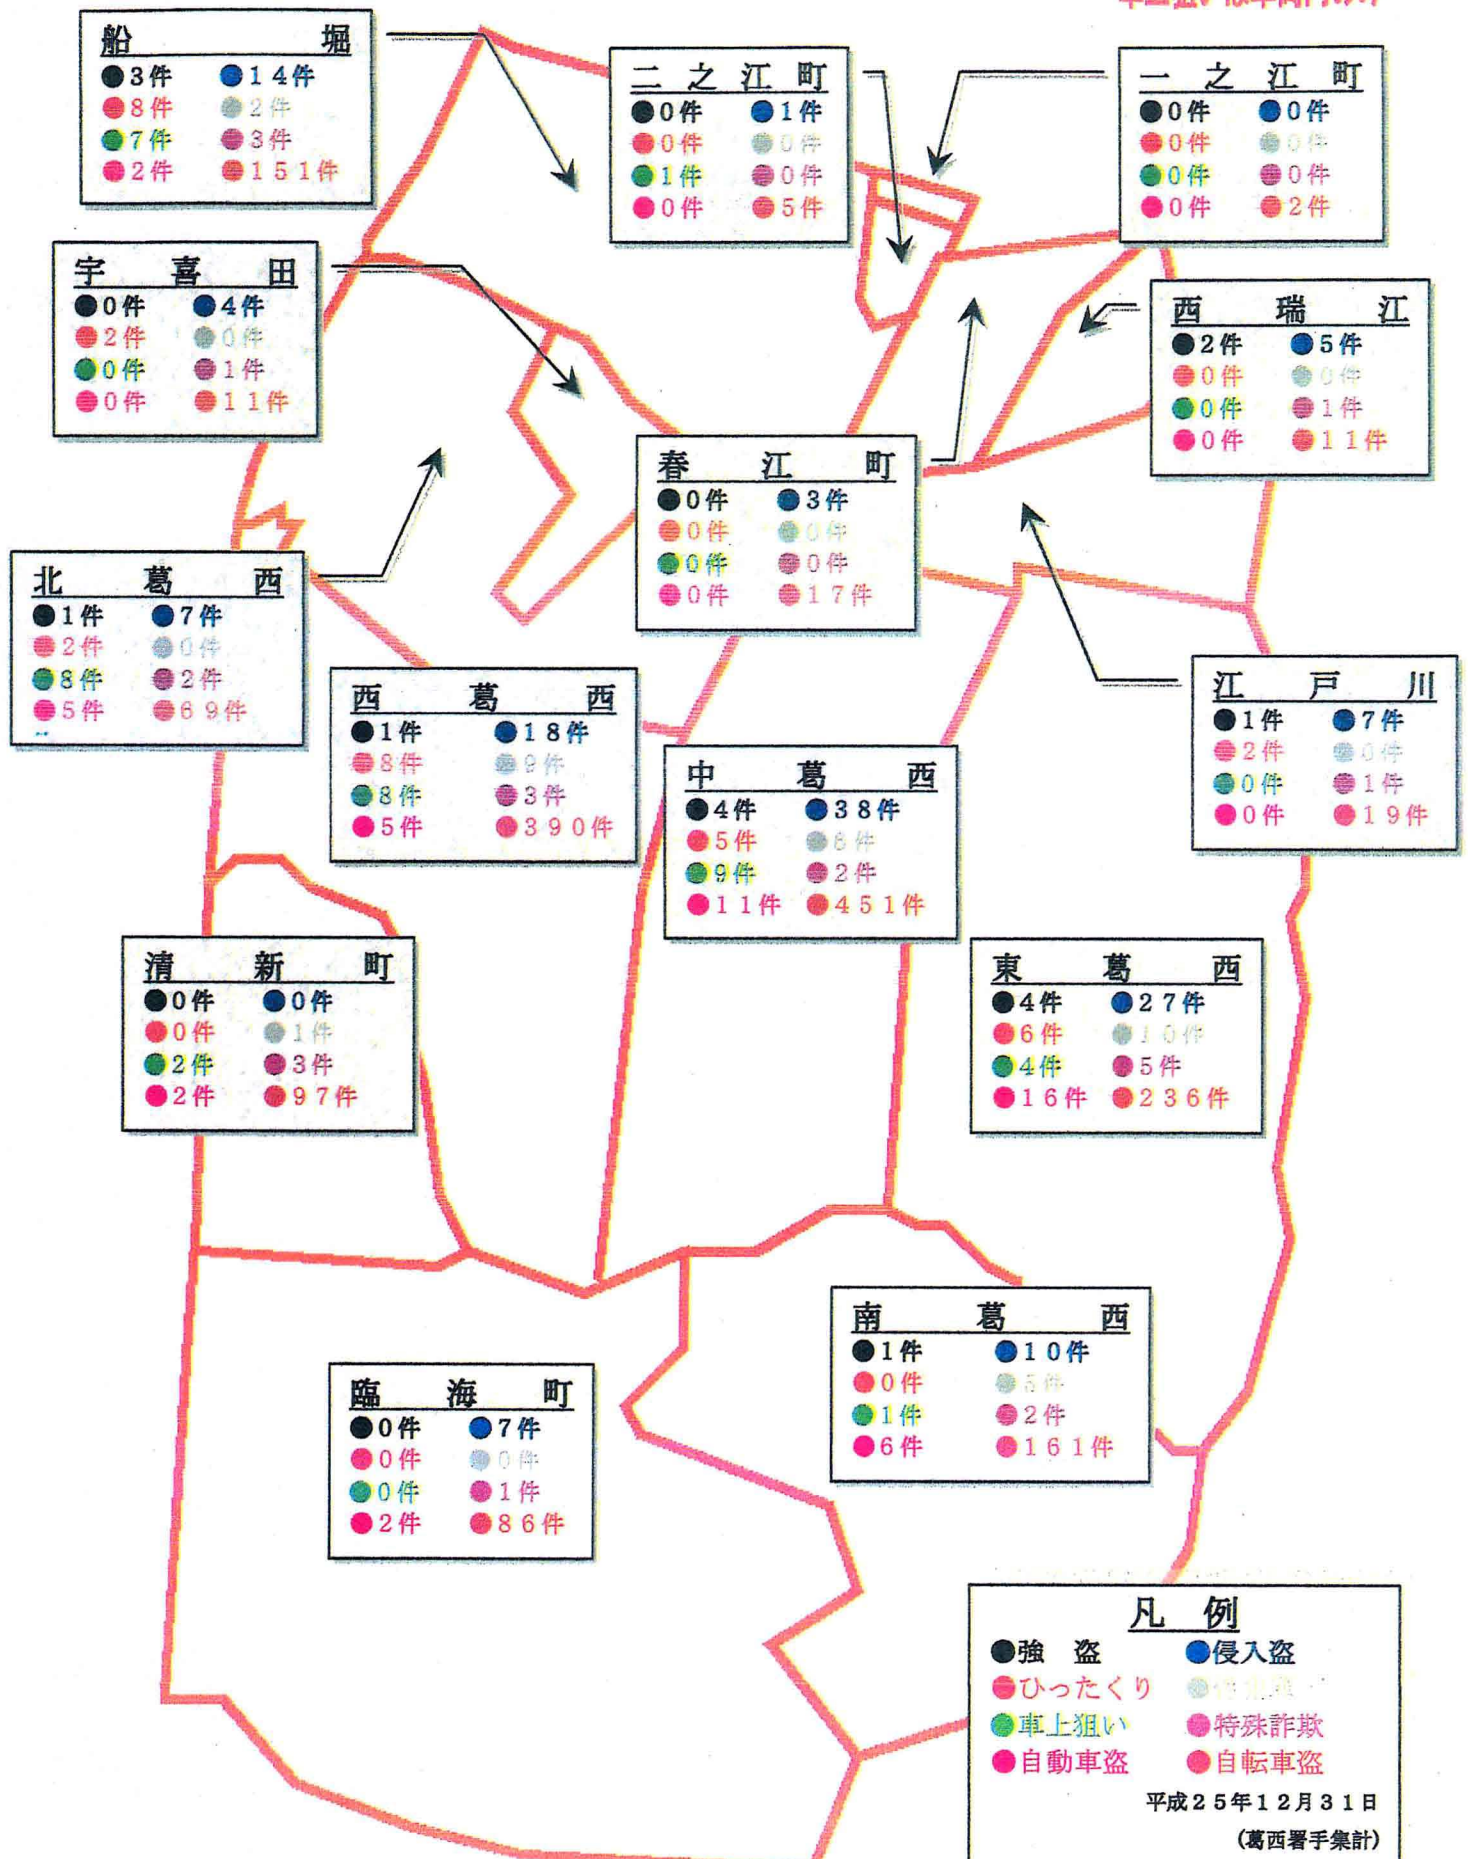 船堀
●3件 ●14件
●8件 ●2件
●7件 ●3件
●2件 ●151件
二之江町
●0件 ●1件
●0件 ●0件
●1件 ●0件
●0件 ●5件
一之江町
●0件 ●0件
●0件 ●0件
●0件 ●0件
●0件 ●2件
宇喜田
●0件 ●4件
●2件 ●0件
●0件 ●1件
●0件 ●11件
西瑞江
●2件 ●5件
●0件 ●0件
●0件 ●1件
●0件 ●11件
春江町
●0件 ●3件
●0件 ●0件
●0件 ●0件
●0件 ●17件
北葛西
●1件 ●7件
●2件 ●0件
●8件 ●2件
●5件 ●69件
西葛西
●1件 ●18件
●8件 ●9件
●8件 ●3件
●5件 ●390件
中葛西
●4件 ●38件
●5件
●9件 ●2件
●11件 ●451件
江戸川
●1件 ●7件
●2件 ●0件
●0件 ●1件
●0件 ●19件
清新町
●0件 ●0件
●0件 ●1件
●2件 ●3件
●2件 ●97件
東葛西
●4件 ●27件
●6件 ●10件
●4件 ●5件
●16件 ●236件
南葛西
●1件 ●10件
●0件 ●5件
●1件 ●2件
●6件 ●161件
臨海町
●0件 ●7件
●0件 ●0件
●0件 ●1件
●2件 ●86件
凡例
●強盗 ●侵入盗
●ひったくり
●車上狙い ●特殊詐欺
●自動車盗 ●自転車盗
平成25年12月31日
(葛西署手集計)